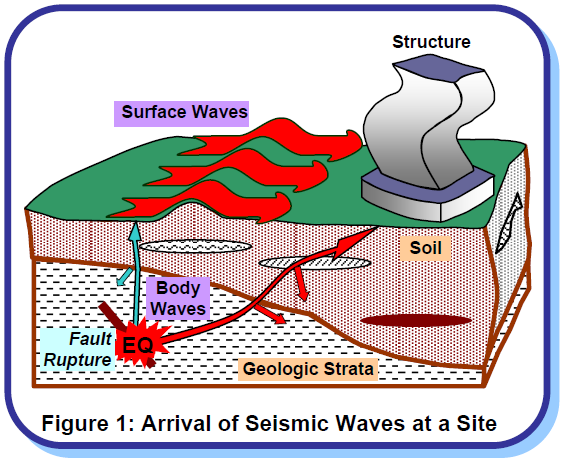 Structure
Surface Waves
Soil
Body
Waves
Fault
Rupture
EQ
Geologic Strata
Figure 1: Arrival of Seismic Waves at a Site